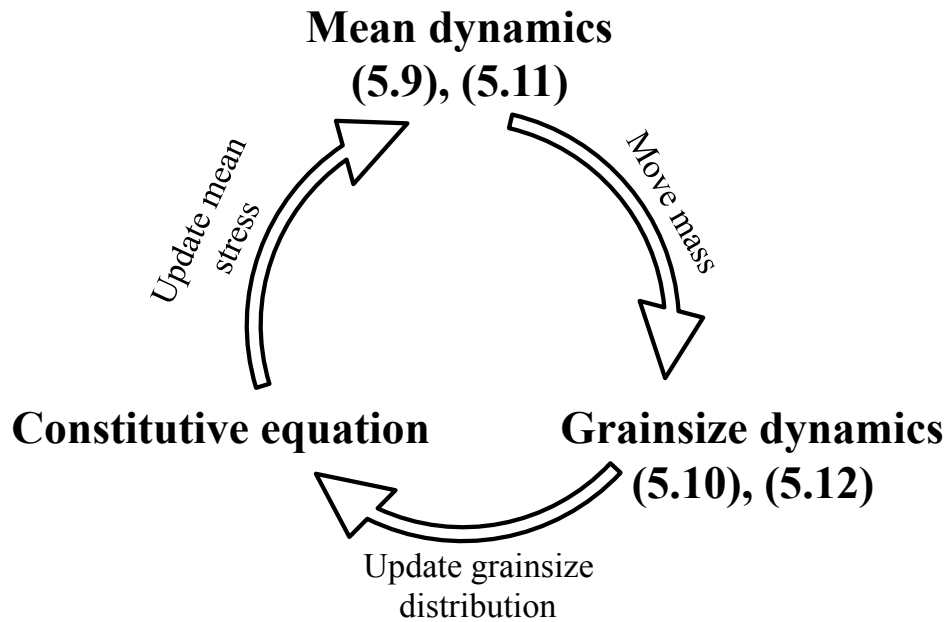 Mean dynamics
(5.9), (5.11)
Move mass
Update mean
stress
Constitutive equation
Grainsize dynamics
(5.10), (5.12)
Update grainsize
distribution